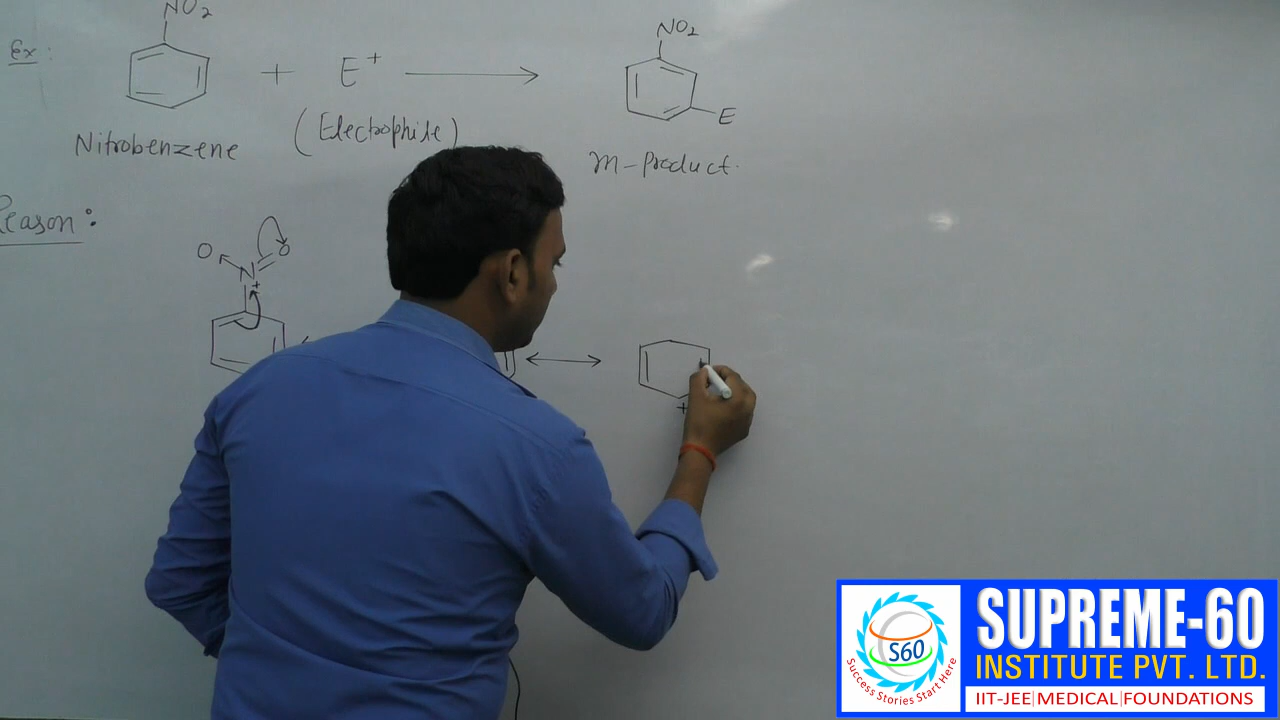 NO2
Ex:
+ E+
NO2
E
Nitrobenzene
(Electrophile)
m-Product.
Reason:
O
O
N
+
+
S60
Success Stories Start Here
SUPREME-60
INSTITUTE PVT. LTD.
IIT-JEE|MEDICAL|FOUNDATIONS